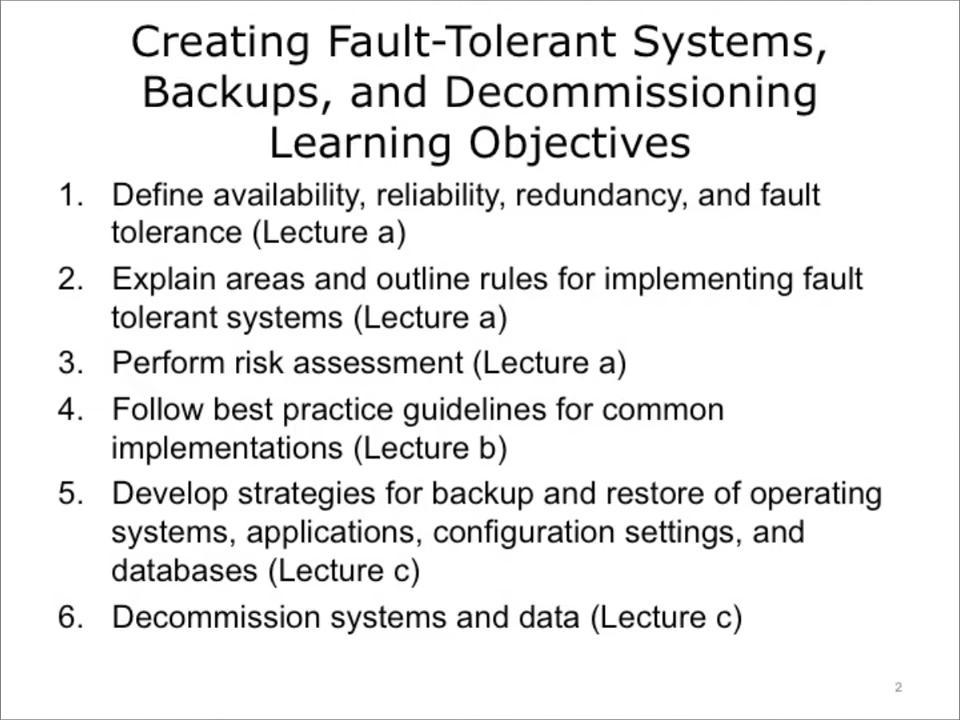 Creating Fault-Tolerant Systems,
Backups, and Decommissioning
Learning Objectives
1. Define availability, reliability, redundancy, and fault
tolerance (Lecture a)
2. Explain areas and outline rules for implementing fault
tolerant systems (Lecture a)
3. Perform risk assessment (Lecture a)
4. Follow best practice guidelines for common
implementations (Lecture b)
5. Develop strategies for backup and restore of operating
systems, applications, configuration settings, and
databases (Lecture c)
6. Decommission systems and data (Lecture c)
2